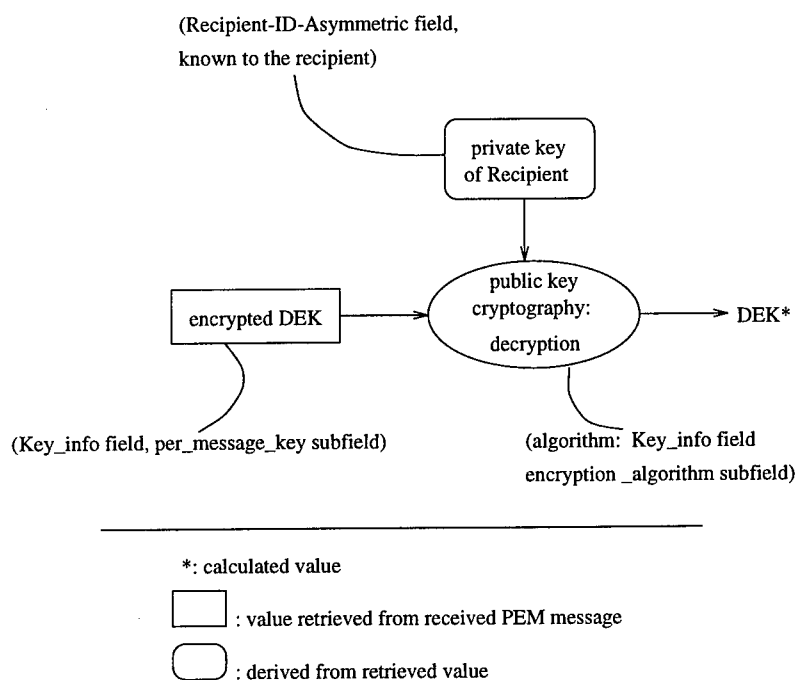 (Recipient-ID-Asymmetric field,
known to the recipient)
private key
of Recipient
public key
cryptography:
decryption
encrypted DEK
DEK*
(Key_info field, per_message_key subfield)
(algorithm: Key_info field
encryption _algorithm subfield)
*: calculated value
: value retrieved from received PEM message
: derived from retrieved value